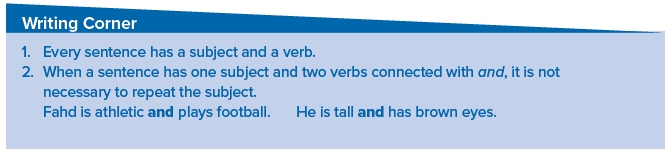 Writing Corner
1. Every sentence has a subject and a verb.
2. When a sentence has one subject and two verbs connected with and, it is not
necessary to repeat the subject.
Fahd is athletic and plays football. He is tall and has brown eyes.